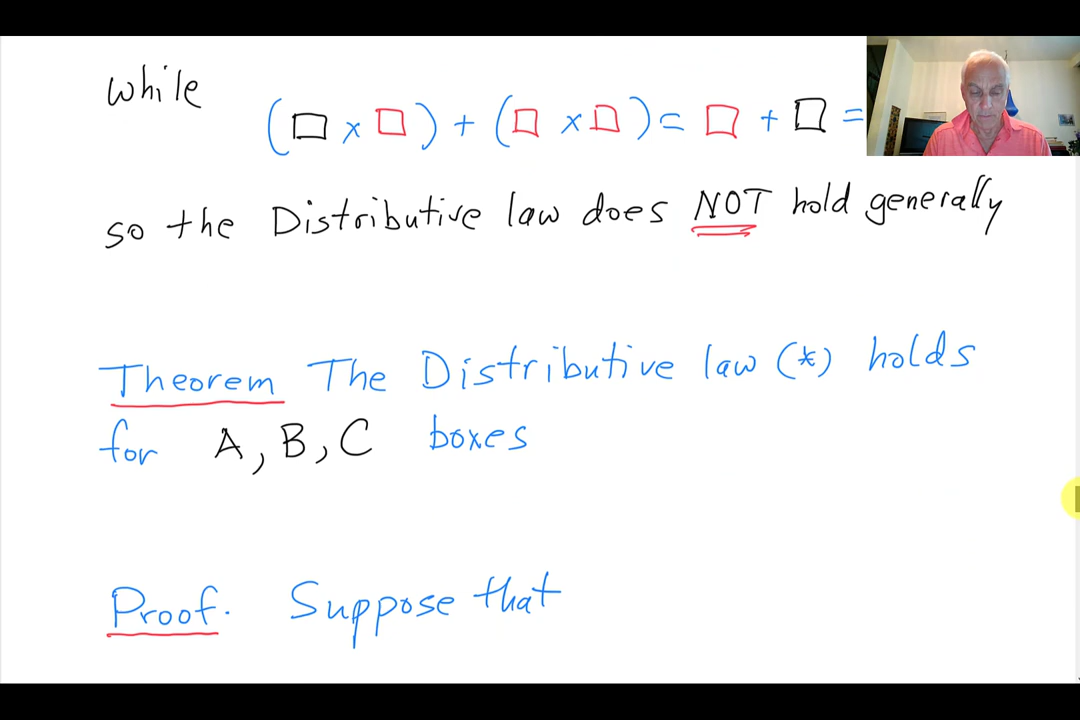 while
(□ × □) + (□ × □) = □ + □ =
so the Distributive law does NOT hold generally
Theorem The Distributive law (*) holds
for A, B, C boxes
Proof. Suppose that